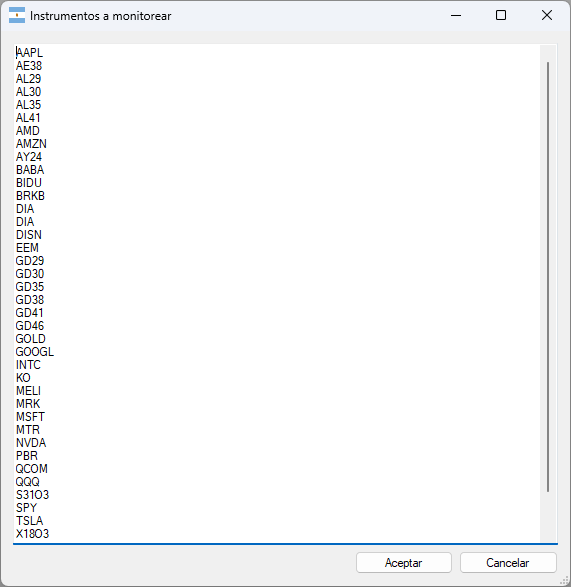 Instrumentos a monitorear
AAPL
AE38
AL29
AL30
AL35
AL41
AMD
AMZN
AY24
BABA
BIDU
BRKB
DIA
DIA
DISN
EEM
GD29
GD30
GD35
GD38
GD41
GD46
GOLD
GOOGL
INTC
KO
MELI
MRK
MSFT
MTR
NVDA
PBR
QCOM
QQQ
S31O3
SPY
TSLA
X18O3
Aceptar
Cancelar